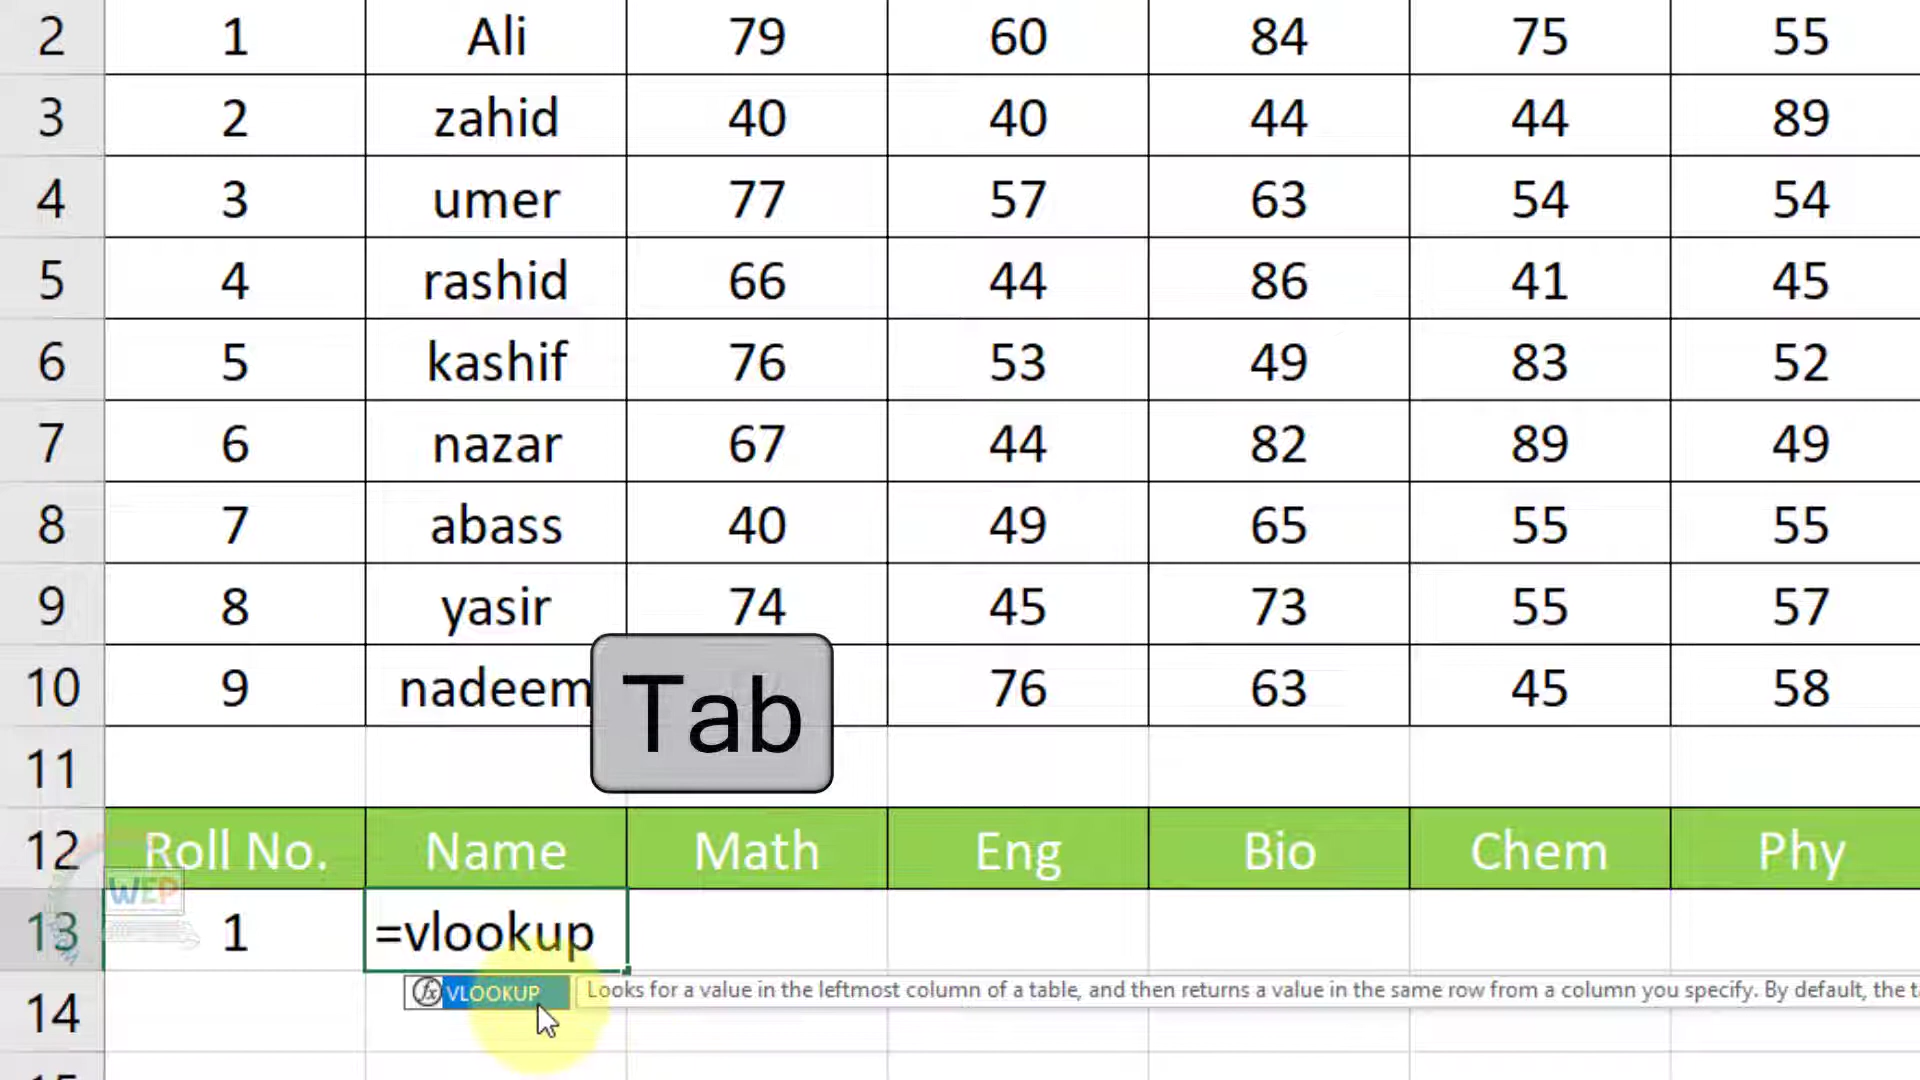 2 1 Ali 79 60 84 75 55
3 2 zahid 40 40 44 44 89
4 3 umer 77 57 63 54 54
5 4 rashid 66 44 86 41 45
6 5 kashif 76 53 49 83 52
7 6 nazar 67 44 82 89 49
8 7 abass 40 49 65 55 55
9 8 yasir 74 45 73 55 57
10 9 nadeem 76 63 45 58
Tab
11
12 Roll No. Name Math Eng Bio Chem Phy
WEP
13 1 =vlookup
fx VLOOKUP Looks for a value in the leftmost column of a table, and then returns a value in the same row from a column you specify. By default, the
14